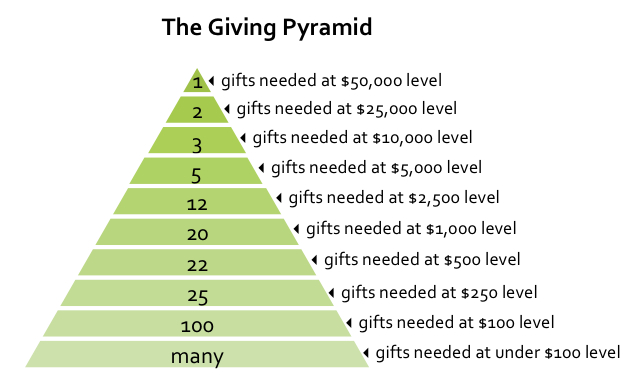 The Giving Pyramid
1 gifts needed at $50,000 level
2 gifts needed at $25,000 level
3 gifts needed at $10,000 level
5 gifts needed at $5,000 level
12 gifts needed at $2,500 level
20 gifts needed at $1,000 level
22 gifts needed at $500 level
25 gifts needed at $250 level
100 gifts needed at $100 level
many gifts needed at under $100 level